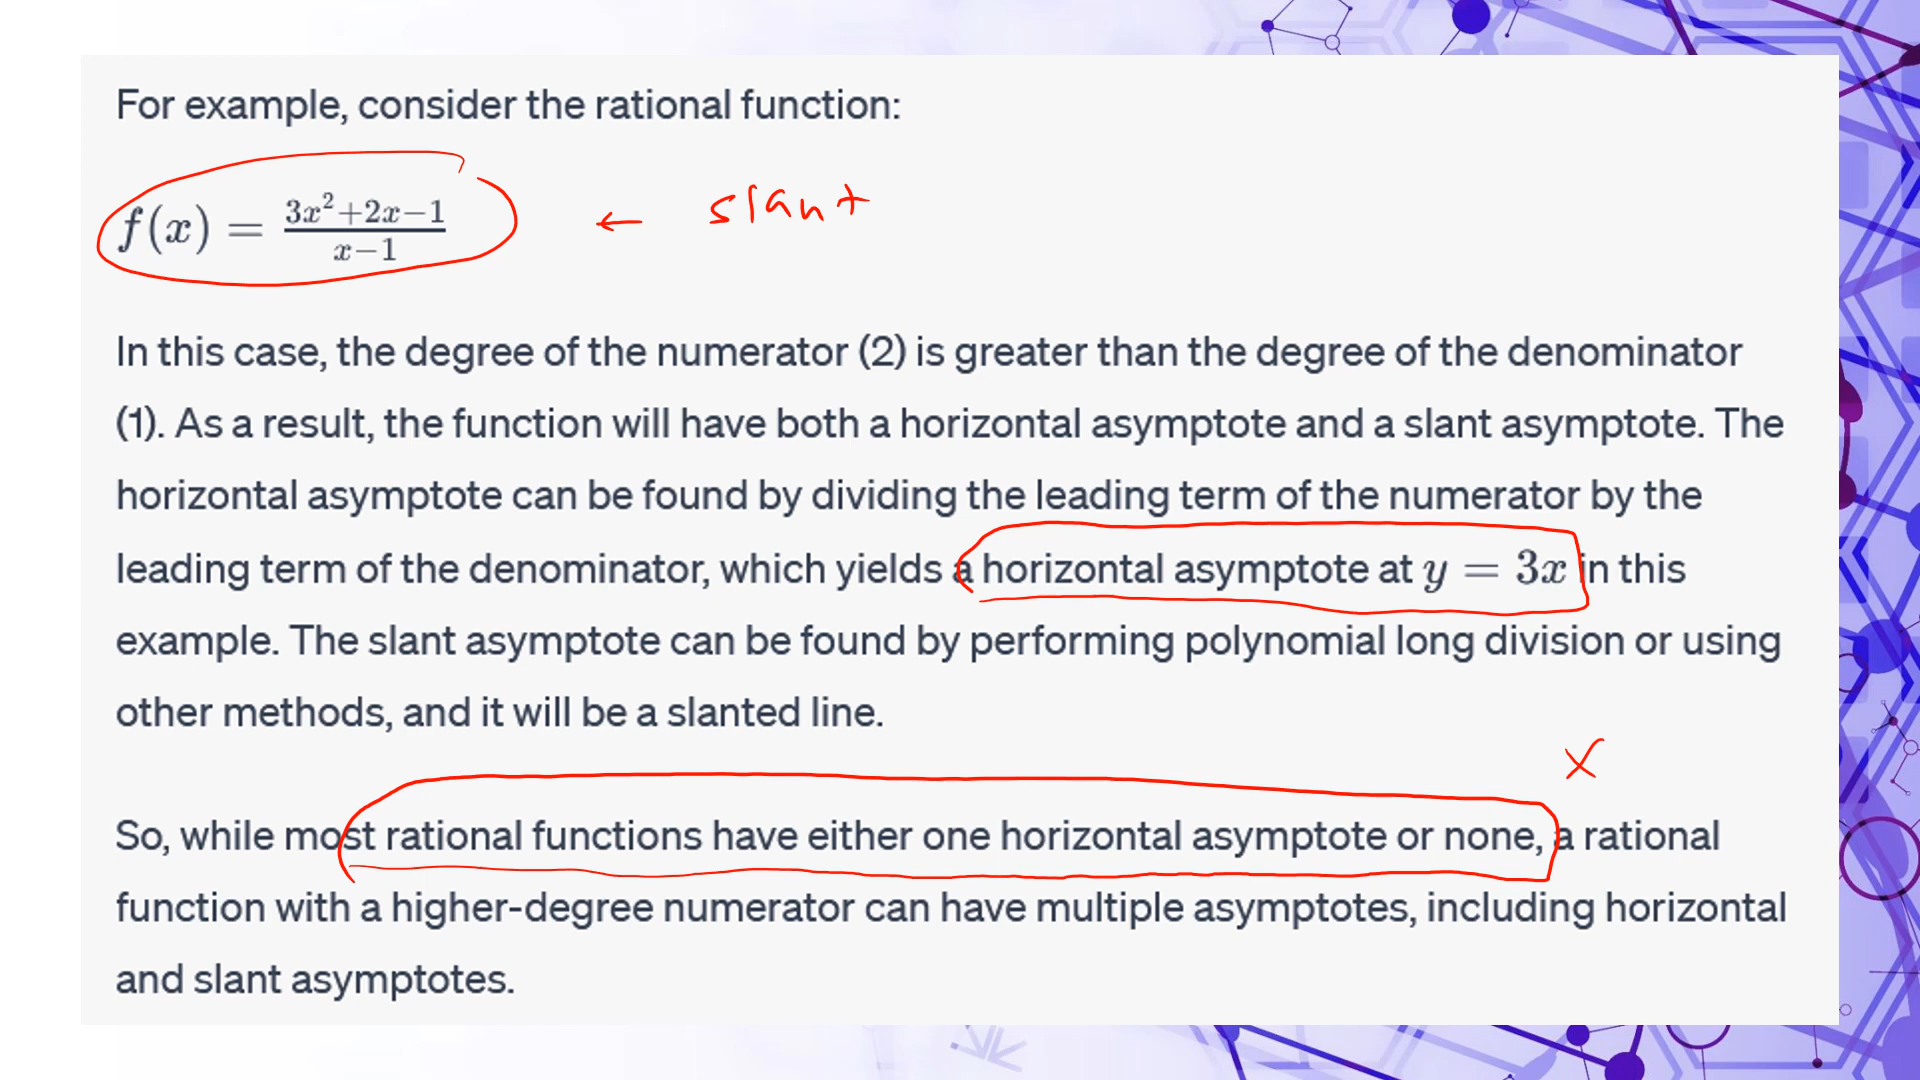 For example, consider the rational function:
f(x) = \frac{3x^2+2x-1}{x-1} ← slant
In this case, the degree of the numerator (2) is greater than the degree of the denominator
(1). As a result, the function will have both a horizontal asymptote and a slant asymptote. The
horizontal asymptote can be found by dividing the leading term of the numerator by the
leading term of the denominator, which yields a horizontal asymptote at y = 3x in this
example. The slant asymptote can be found by performing polynomial long division or using
other methods, and it will be a slanted line.
x
So, while most rational functions have either one horizontal asymptote or none, a rational
function with a higher-degree numerator can have multiple asymptotes, including horizontal
and slant asymptotes.